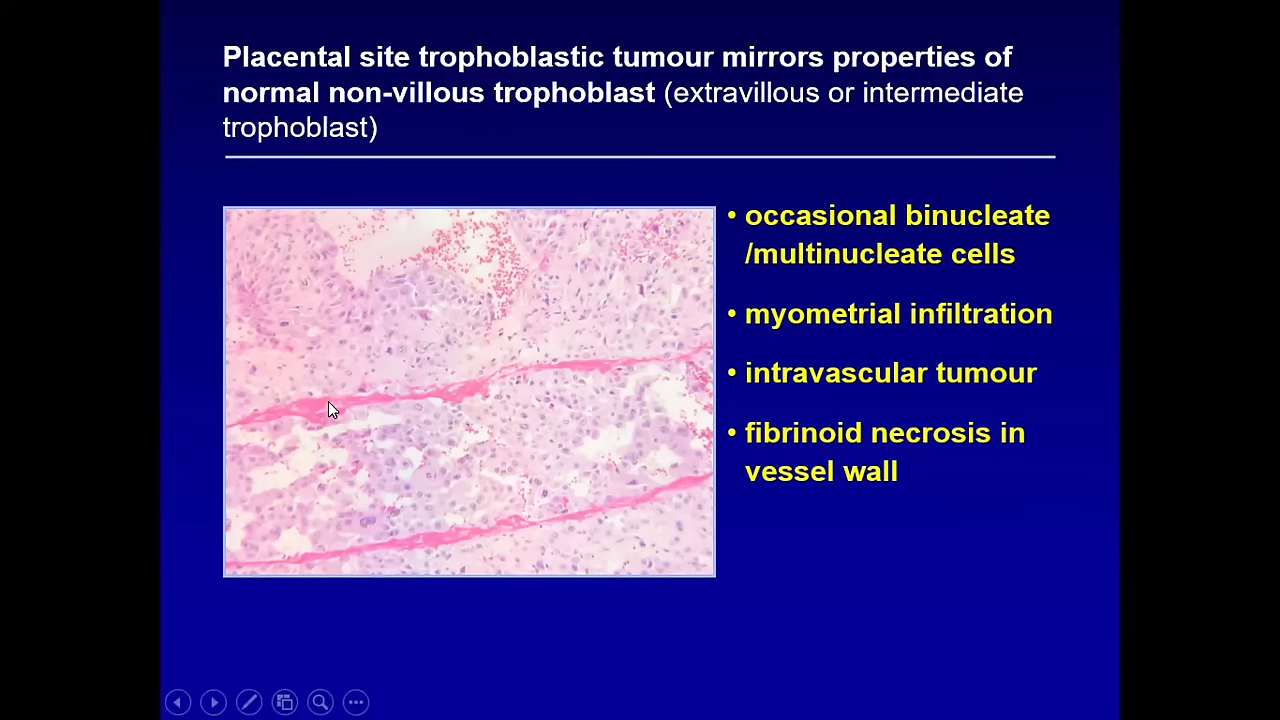 Placental site trophoblastic tumour mirrors properties of
normal non-villous trophoblast (extravillous or intermediate
trophoblast)
• occasional binucleate
/multinucleate cells
• myometrial infiltration
• intravascular tumour
• fibrinoid necrosis in
vessel wall